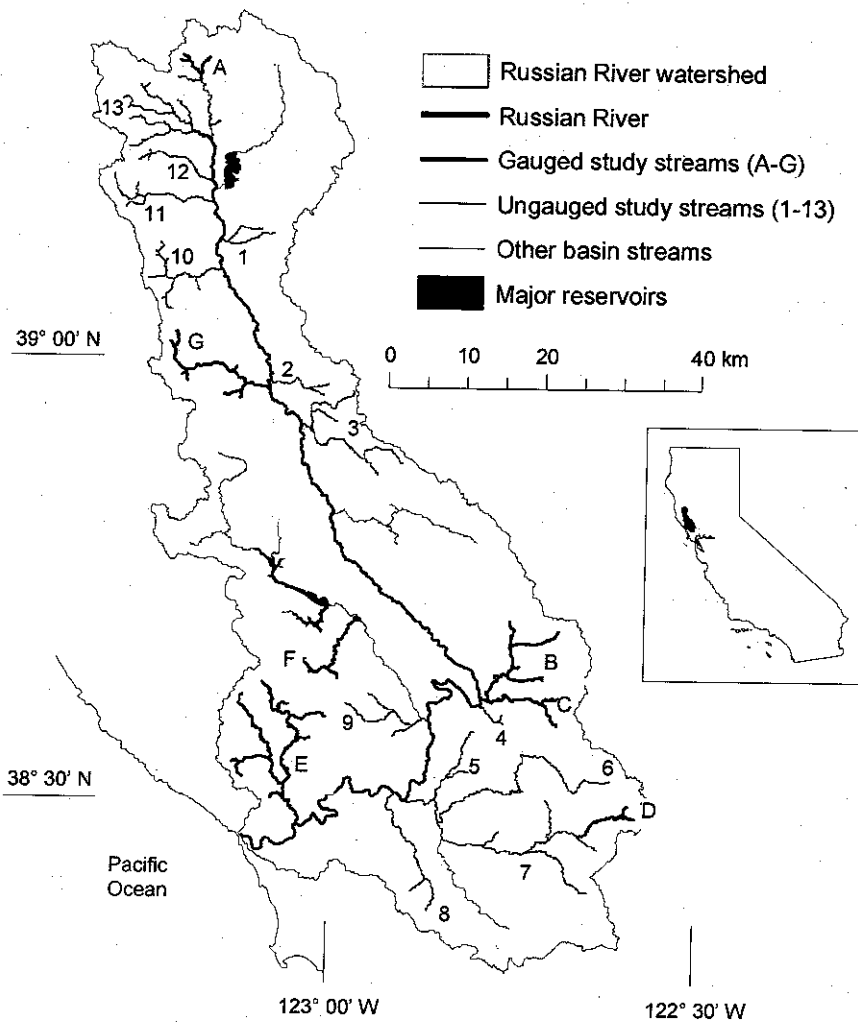 A
13
12
11
10
1
G
2
3
F
B
C
9
4
5
E
6
D
7
8
Russian River watershed
Russian River
Gauged study streams (A-G)
Ungauged study streams (1-13)
Other basin streams
Major reservoirs
0 10 20 40 km
39° 00' N
38° 30' N
Pacific
Ocean
123° 00' W
122° 30' W